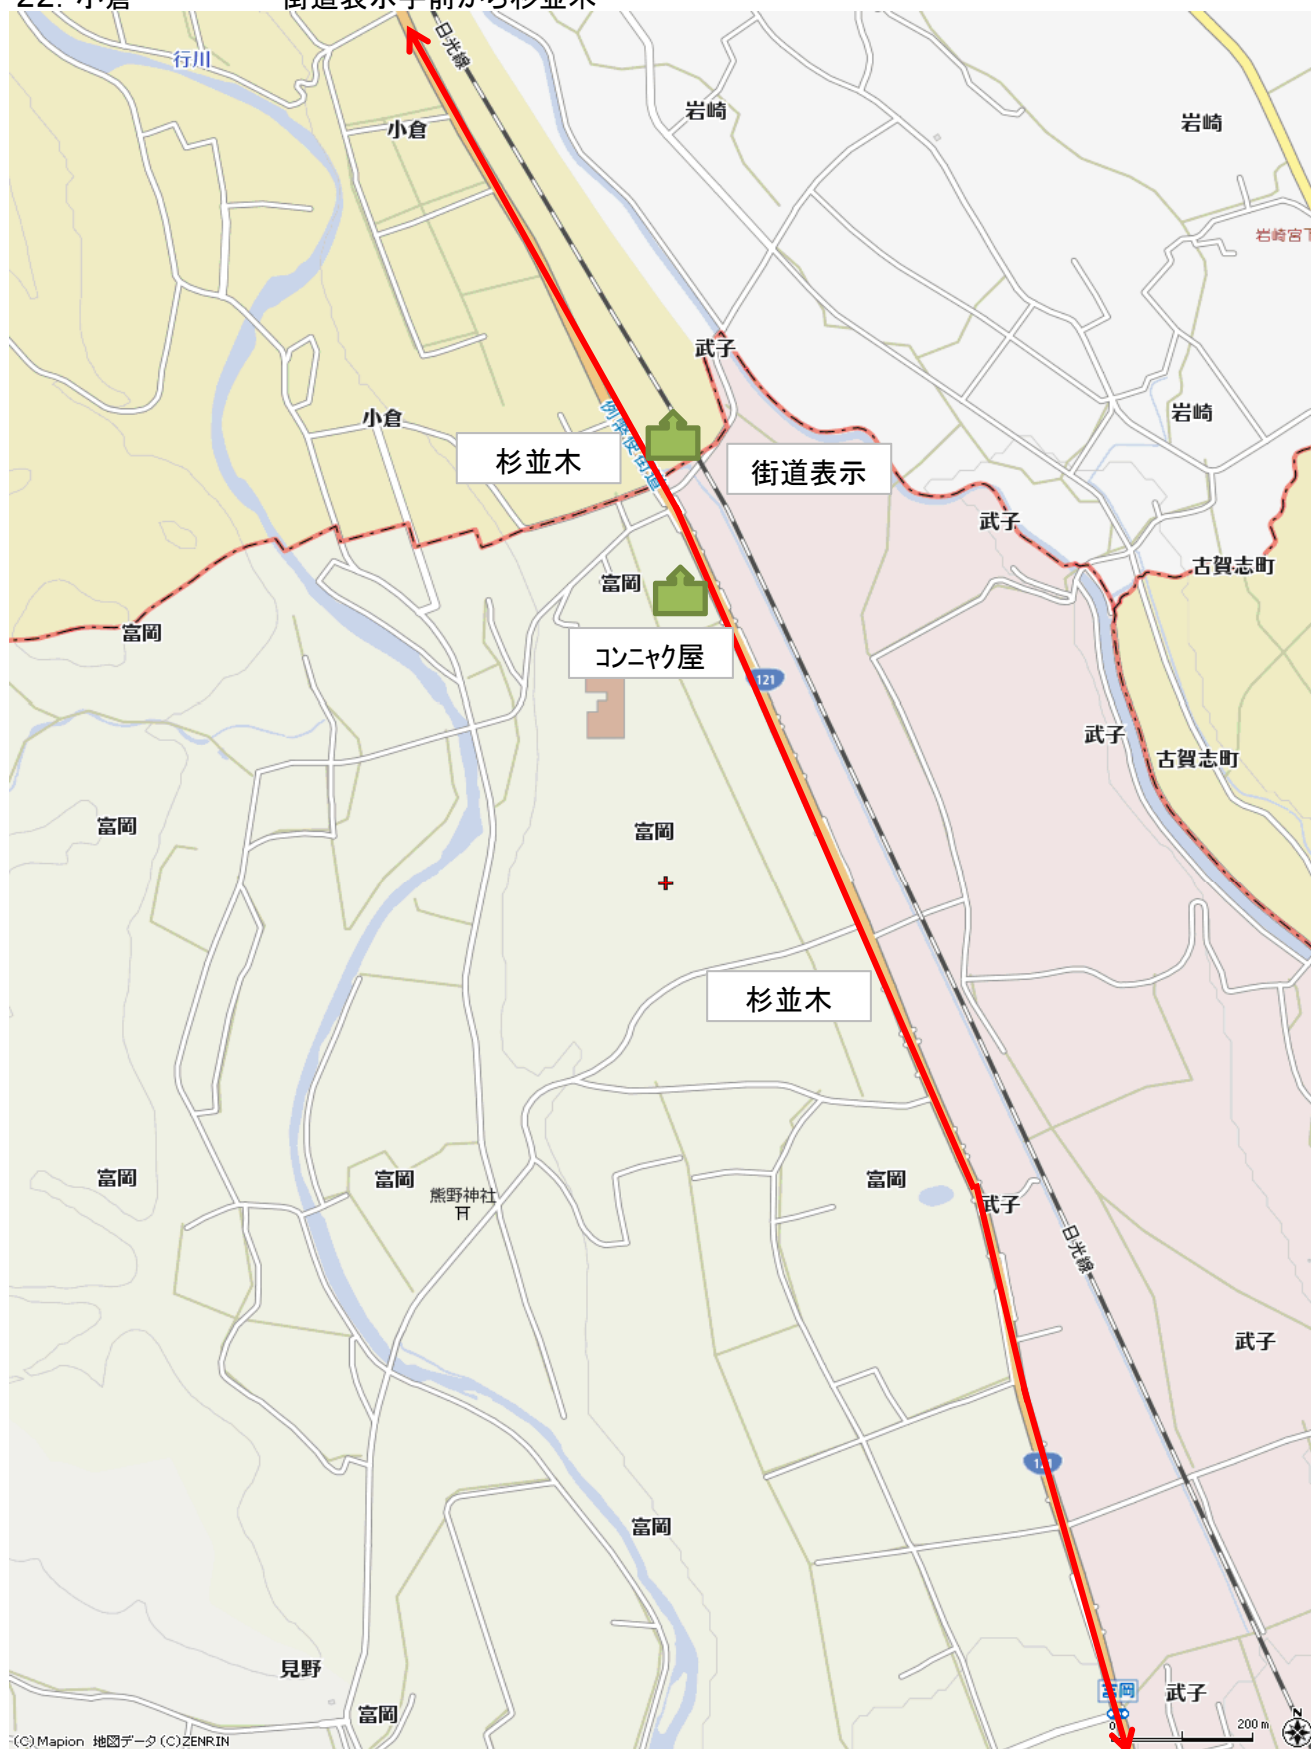 22. 小倉 街道表示手前から杉並木
行川
日光線
岩崎
岩崎
小倉
岩崎宮下
武子
小倉
例幣使街道
岩崎
杉並木
街道表示
武子
古賀志町
富岡
富岡
コンニャク屋
121
武子
古賀志町
富岡
富岡
杉並木
富岡
富岡
富岡
熊野神社
武子
日光線
武子
121
富岡
見野
富岡
富岡
武子
0 200m
N
(C)Mapion 地図データ(C)ZENRIN